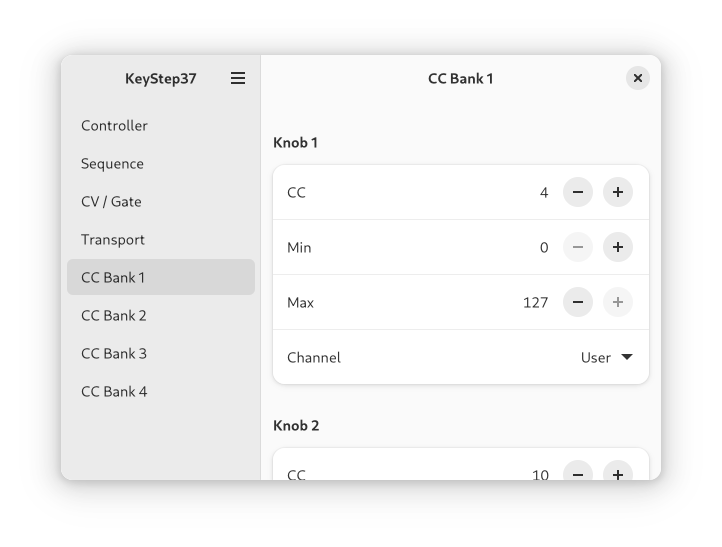 KeyStep37
CC Bank 1
Controller
Sequence
CV / Gate
Transport
CC Bank 1
CC Bank 2
CC Bank 3
CC Bank 4
Knob 1
CC 4
Min 0
Max 127
Channel User
Knob 2
CC 10